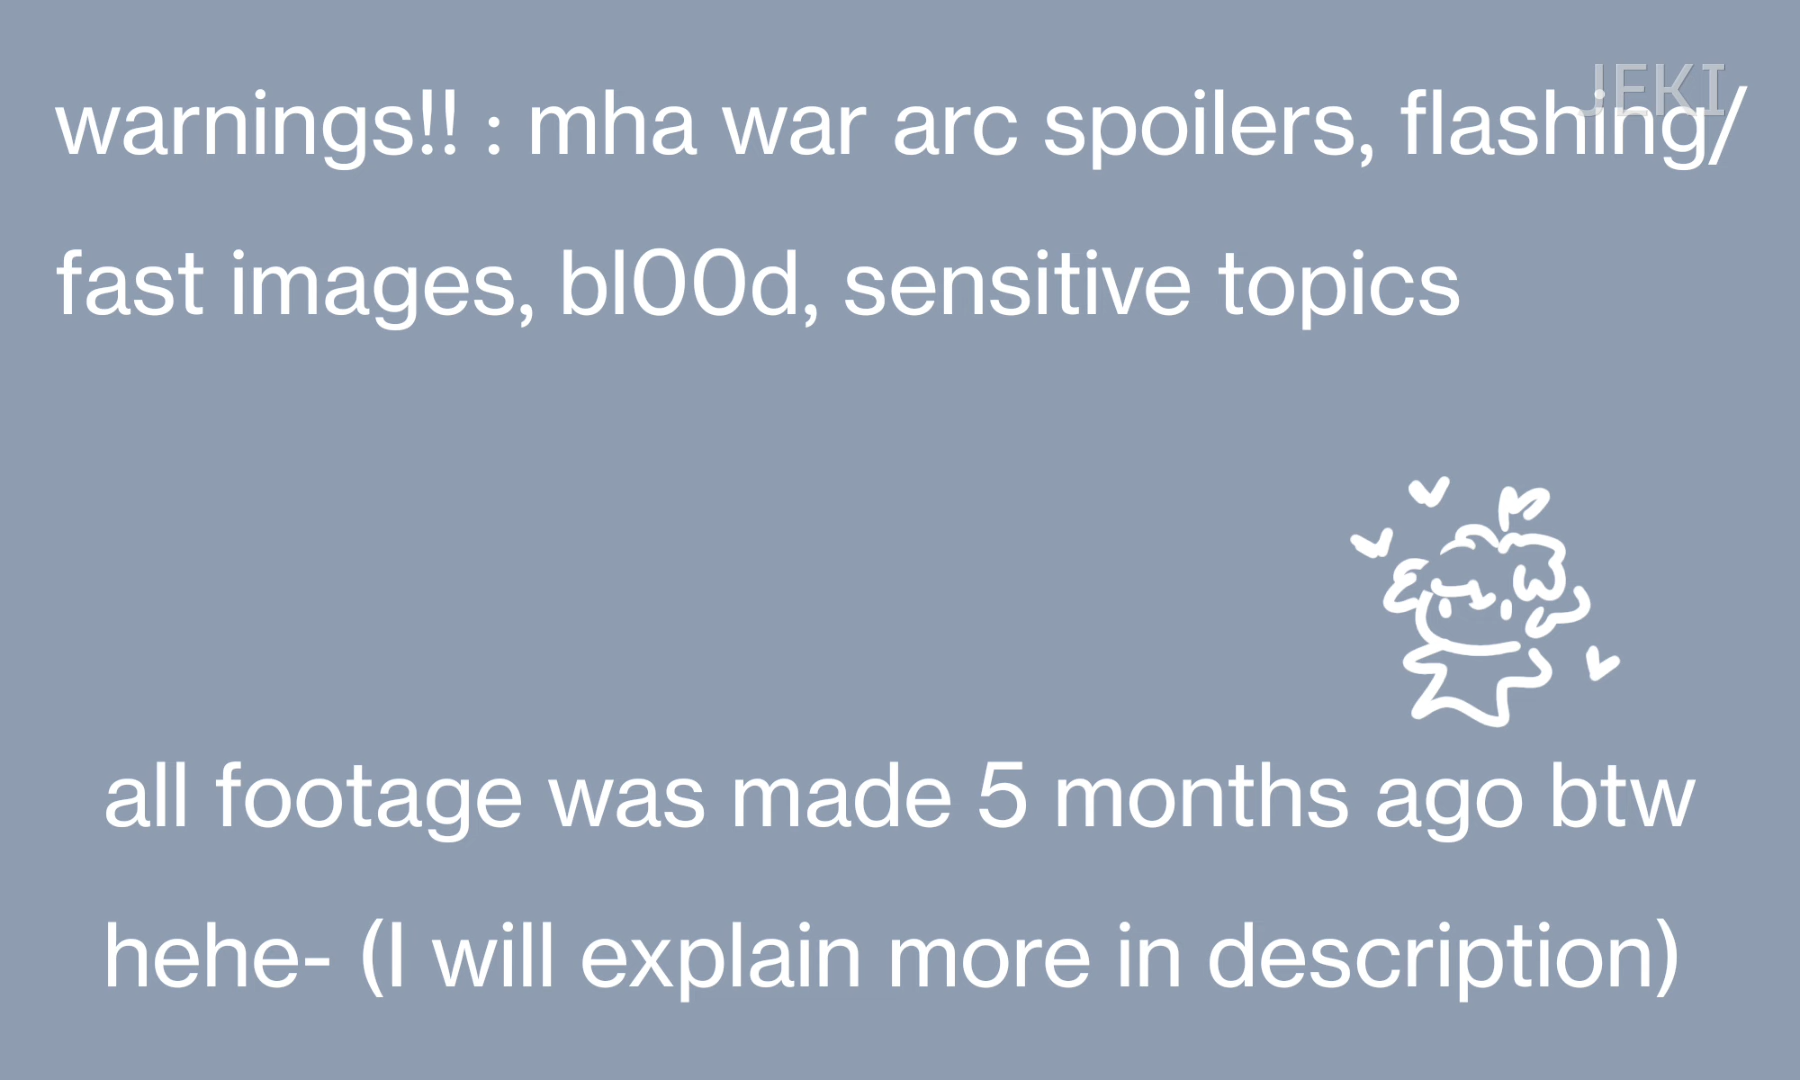 JEKI
warnings!! : mha war arc spoilers, flashing/
fast images, bl00d, sensitive topics
all footage was made 5 months ago btw
hehe- (I will explain more in description)